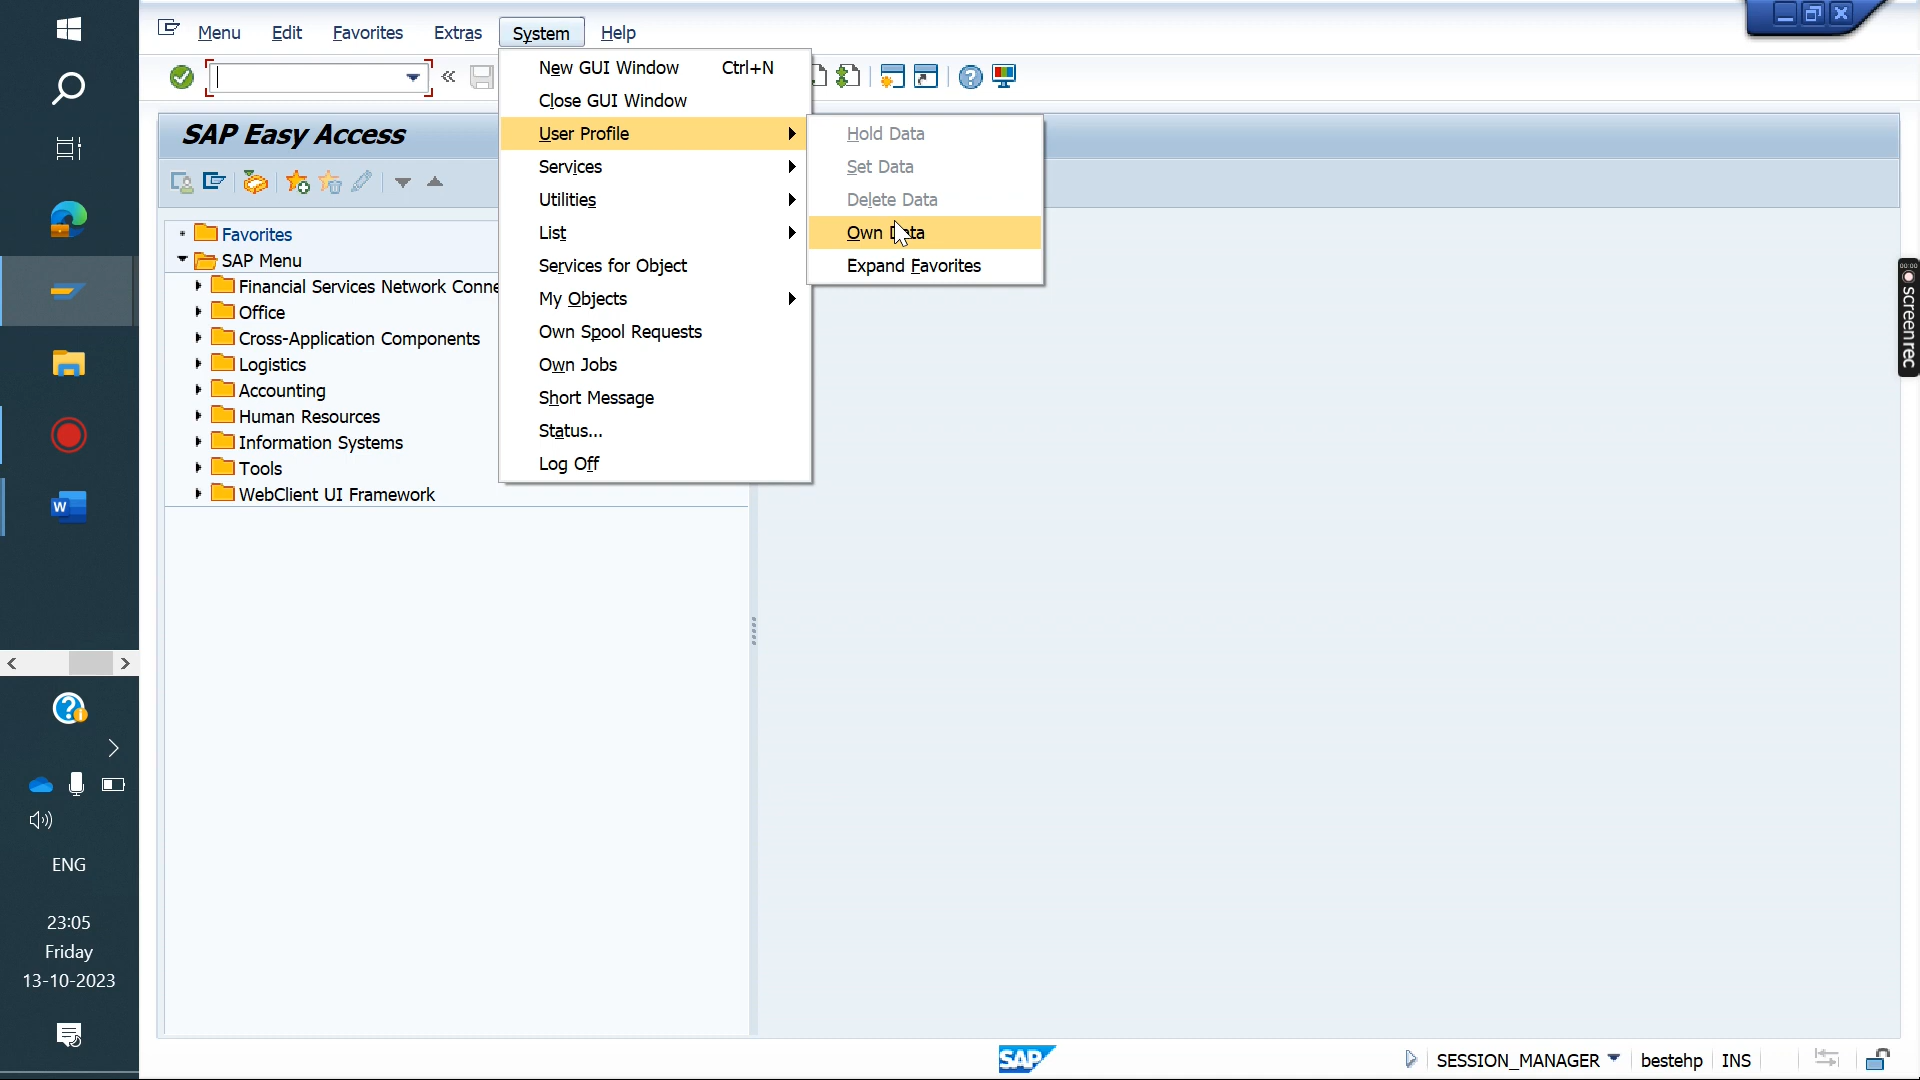 Menu Edit Favorites Extras System Help
New GUI Window Ctrl+N
Close GUI Window
User Profile
Services
Utilities
List
Services for Object
My Objects
Own Spool Requests
Own Jobs
Short Message
Status...
Log Off
Hold Data
Set Data
Delete Data
Own Data
Expand Favorites
SAP Easy Access
Favorites
SAP Menu
Financial Services Network Conne
Office
Cross-Application Components
Logistics
Accounting
Human Resources
Information Systems
Tools
WebClient UI Framework
00:00
screenrec
W
ENG
23:05
Friday
13-10-2023
SAP
SESSION_MANAGER
bestehp
INS